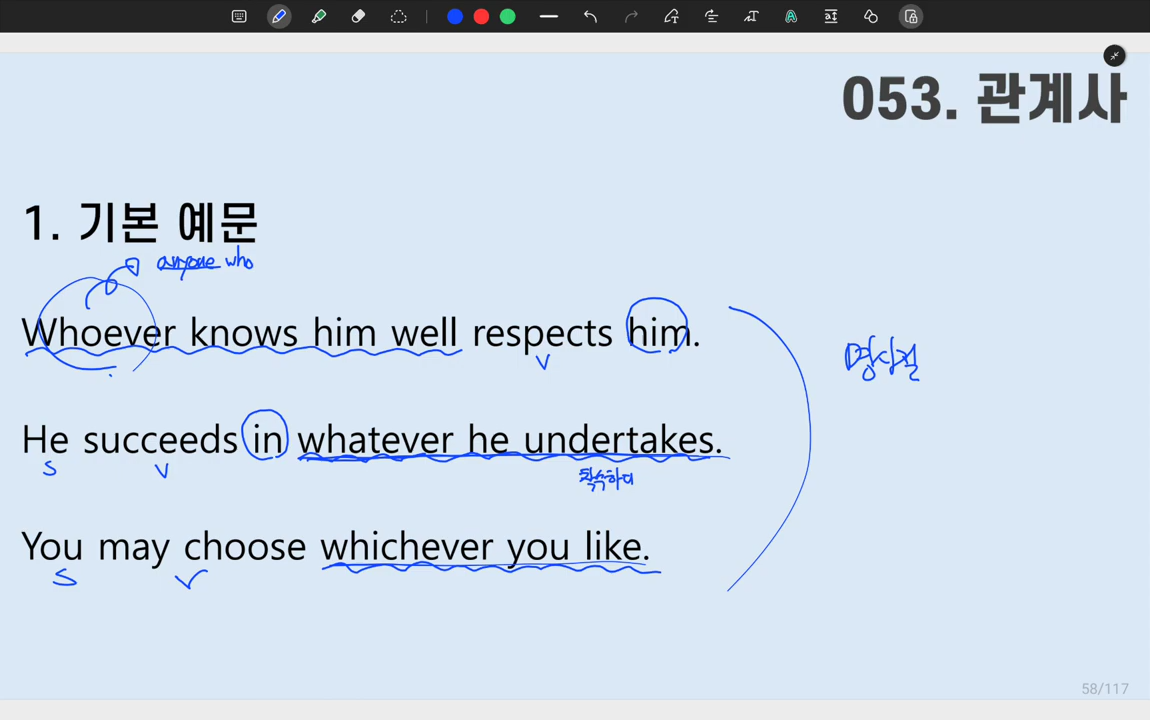 053. 관계사
1. 기본 예문
anyone who
Whoever knows him well respects him.
V
명사절
He succeeds in whatever he undertakes.
S V 착수하다
You may choose whichever you like.
S V
58/117